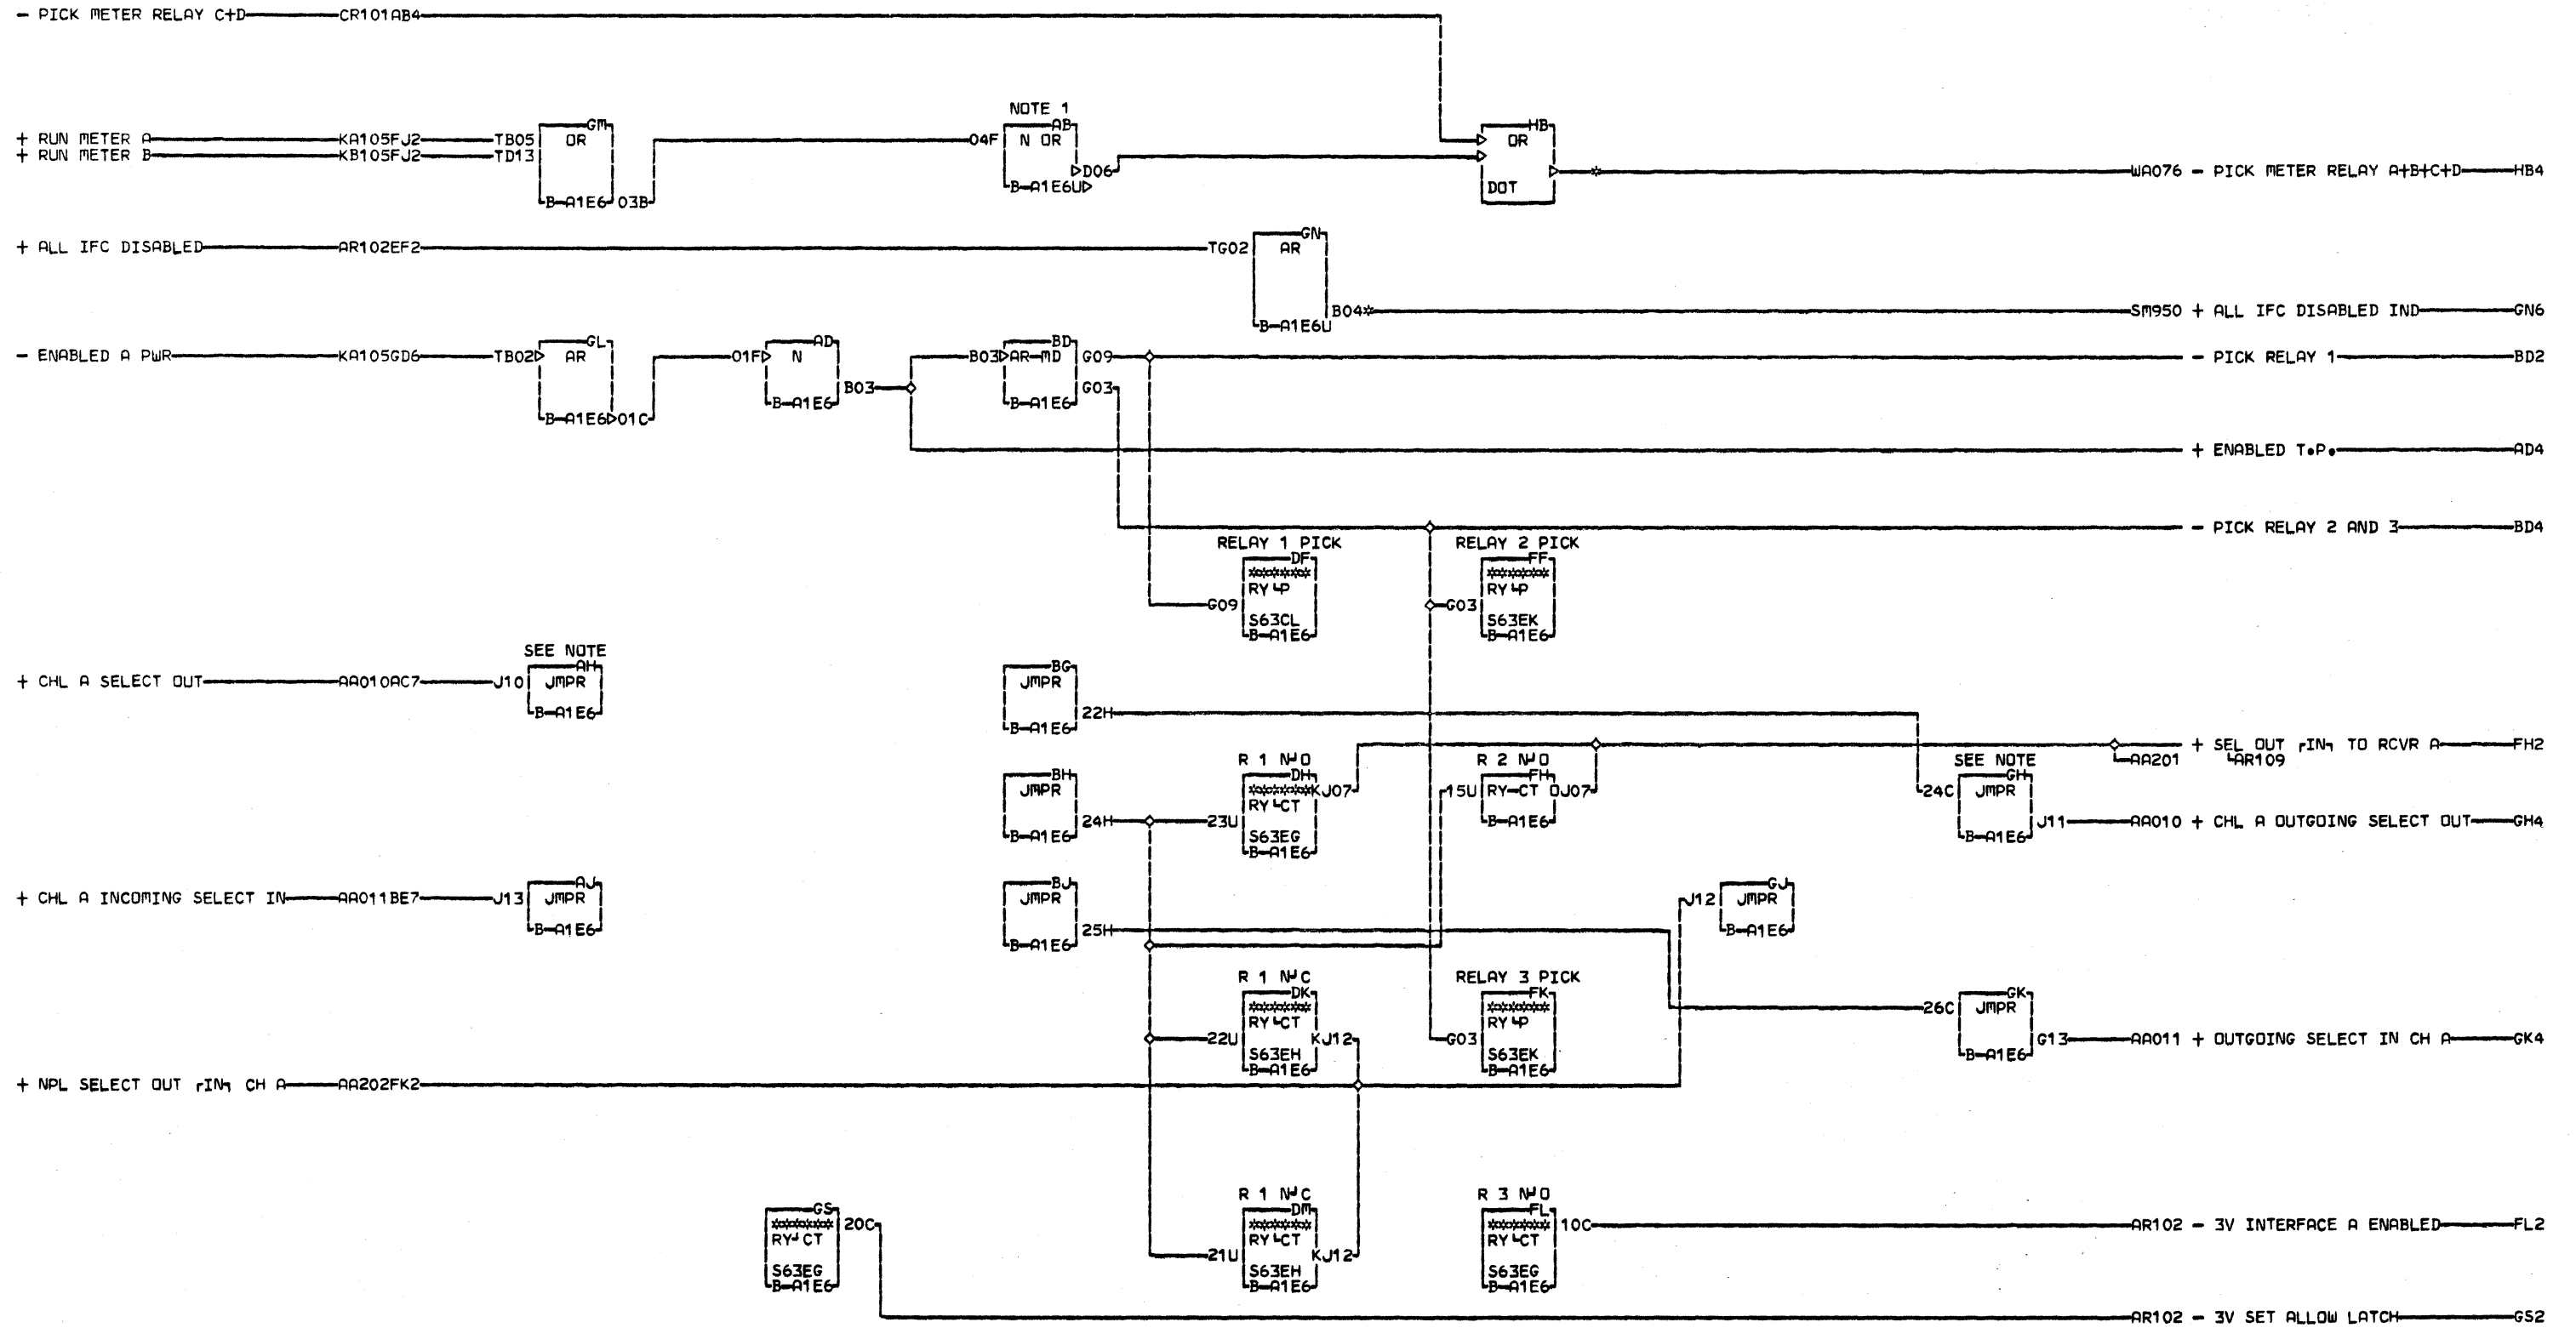 - PICK METER RELAY C+D CR101AB4
NOTE 1
+ RUN METER A KA105FJ2 TB05 GM OR 04F AB N OR HB OR
+ RUN METER B KB105FJ2 TD13
D06 WA076 - PICK METER RELAY A+B+C+D HB4
B-A1E6 03B B-A1E6U DOT
+ ALL IFC DISABLED AR102EF2 TG02 GN AR
B04* SM950 + ALL IFC DISABLED IND GN6
B-A1E6U
- ENABLED A PWR KA105GD6 TB02 GL AR 01F AD N B03 BD AR-MD G09 - PICK RELAY 1 BD2
B03 G03
B-A1E6 B-A1E6
B-A1E6 01C
+ ENABLED T.P. AD4
- PICK RELAY 2 AND 3 BD4
RELAY 1 PICK RELAY 2 PICK
DF FF
****** ******
RY P RY P
G09 G03
S63CL S63EK
B-A1E6 B-A1E6
SEE NOTE
+ CHL A SELECT OUT AA010AC7 J10 AH JMPR BG JMPR
B-A1E6 22H
B-A1E6
+ SEL OUT IN TO RCVR A FH2
R 1 N O R 2 N O SEE NOTE AA201 AR109
BH JMPR DH ******KJ07 15U FH RY-CT OJ07 24C GH JMPR
RY CT
24H 23U B-A1E6 J11 AA010 + CHL A OUTGOING SELECT OUT GH4
B-A1E6 S63EG B-A1E6
B-A1E6
+ CHL A INCOMING SELECT IN AA011BE7 J13 AJ JMPR BJ JMPR J12 GJ JMPR
B-A1E6 25H B-A1E6
B-A1E6
R 1 N C RELAY 3 PICK
DK FK GK
****** ****** 26C JMPR
RY CT RY P
22U KJ12 G03 G13 AA011 + OUTGOING SELECT IN CH A GK4
S63EH S63EK B-A1E6
B-A1E6 B-A1E6
+ NPL SELECT OUT IN CH A AA202FK2
R 1 N C R 3 N O
GS DM FL
****** 20C ****** ****** 10C AR102 - 3V INTERFACE A ENABLED FL2
RY CT RY CT RY CT
21U KJ12
S63EG S63EH S63EG
B-A1E6 B-A1E6 B-A1E6
AR102 - 3V SET ALLOW LATCH GS2